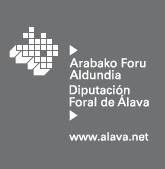 Arabako Foru
Aldundia
Diputación
Foral de Álava
www.alava.net